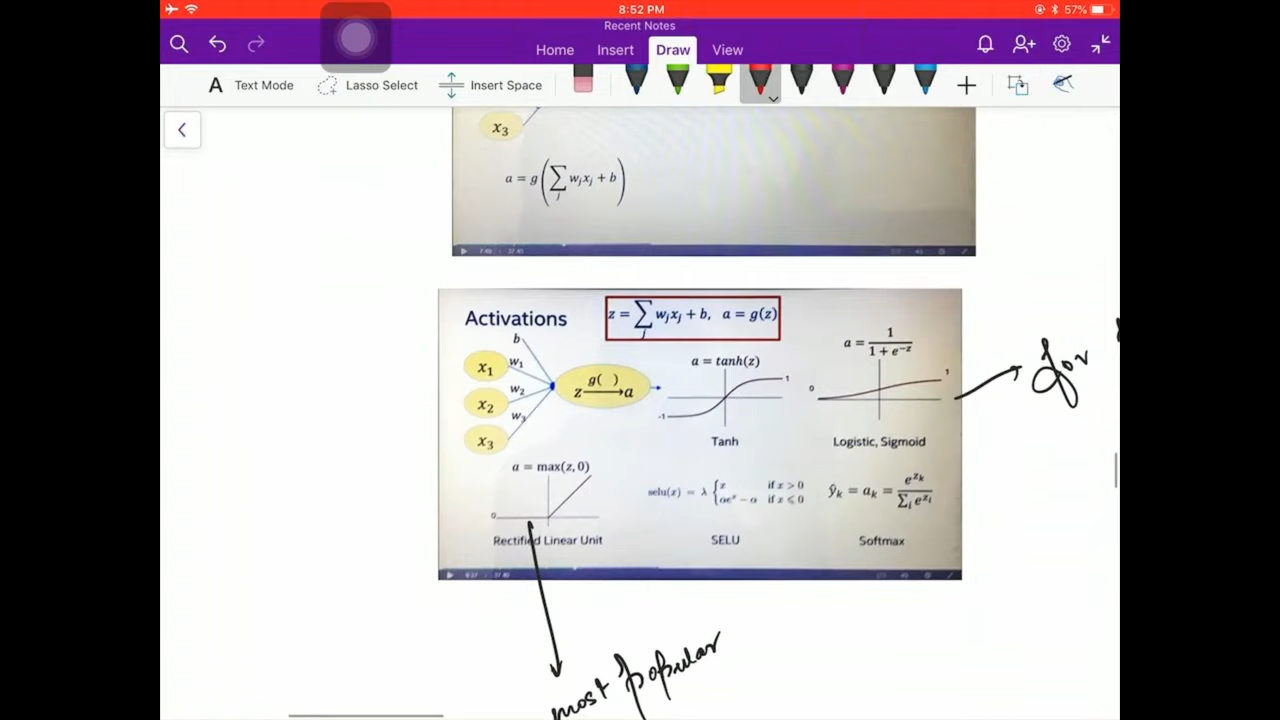 8:52 PM
57%
Recent Notes
Home Insert Draw View
A Text Mode Lasso Select Insert Space
x₃
a = g(∑ⱼ wⱼxⱼ + b)
Activations
z = ∑ⱼ wⱼxⱼ + b, a = g(z)
b
x₁ w₁
x₂ w₂
x₃ w₃
g( )
z → a
a = tanh(z)
1
-1
Tanh
a = 1 / (1 + e⁻ᶻ)
0
1
Logistic, Sigmoid
for
a = max(z, 0)
0
Rectified Linear Unit
selu(x) = λ { x if x > 0
αeˣ − α if x ⩽ 0
SELU
ŷₖ = aₖ = e^{zₖ} / ∑ᵢ e^{zᵢ}
Softmax
most popular